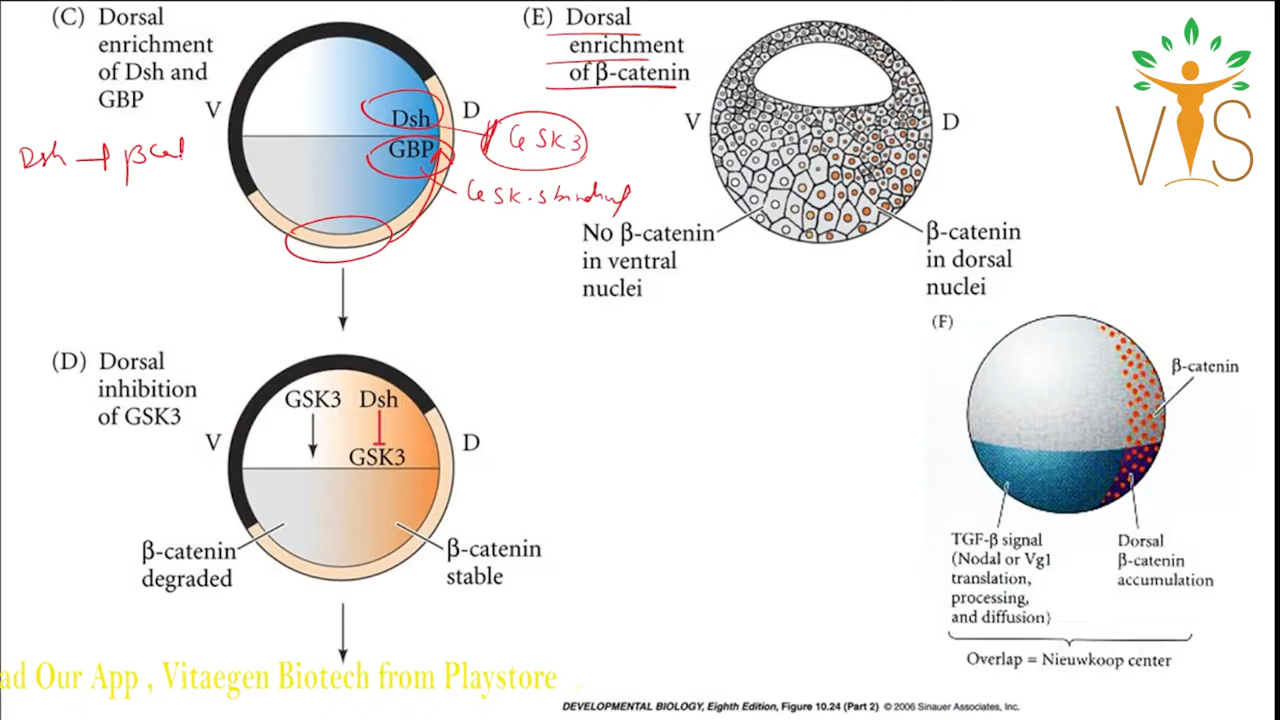 (C) Dorsal
enrichment
of Dsh and
GBP
V
D
Dsh
GBP
GSK3
Dsh
(D) Dorsal
inhibition
of GSK3
V
D
GSK3 Dsh
GSK3
β-catenin
degraded
β-catenin
stable
(E) Dorsal
enrichment
of β-catenin
V
D
No β-catenin
in ventral
nuclei
β-catenin
in dorsal
nuclei
(F)
β-catenin
TGF-β signal
(Nodal or Vg1
translation,
processing,
and diffusion)
Dorsal
β-catenin
accumulation
Overlap = Nieuwkoop center
VIS
ad Our App , Vitaegen Biotech from Playstore
DEVELOPMENTAL BIOLOGY, Eighth Edition, Figure 10.24 (Part 2) © 2006 Sinauer Associates, Inc.